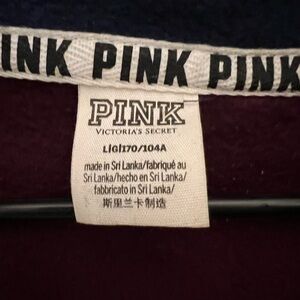 INK PINK PINK
PINK
VICTORIA'S SECRET
L|G|170/104A
made in Sri Lanka/fabriqué au
Sri Lanka/hecho en Sri Lanka/
fabbricato in Sri Lanka/
斯里兰卡制造